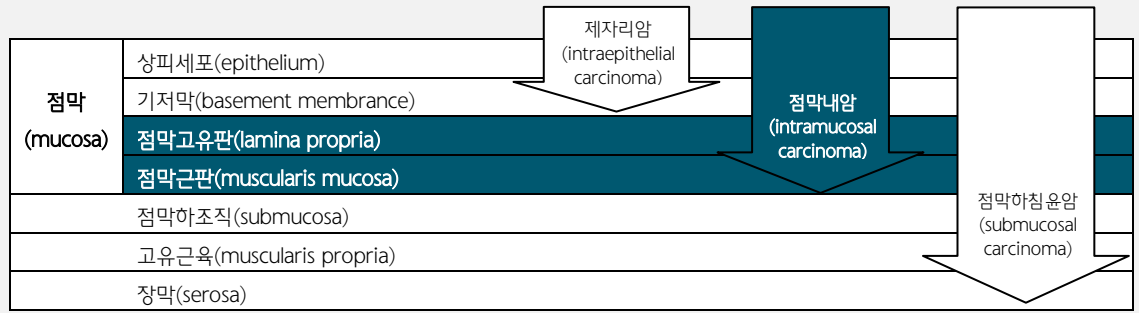 제자리암
(intraepithelial
carcinoma)
점막
(mucosa)
상피세포(epithelium)
기저막(basement membrance)
점막고유판(lamina propria)
점막근판(muscularis mucosa)
점막내암
(intramucosal
carcinoma)
점막하조직(submucosa)
고유근육(muscularis propria)
장막(serosa)
점막하침윤암
(submucosal
carcinoma)